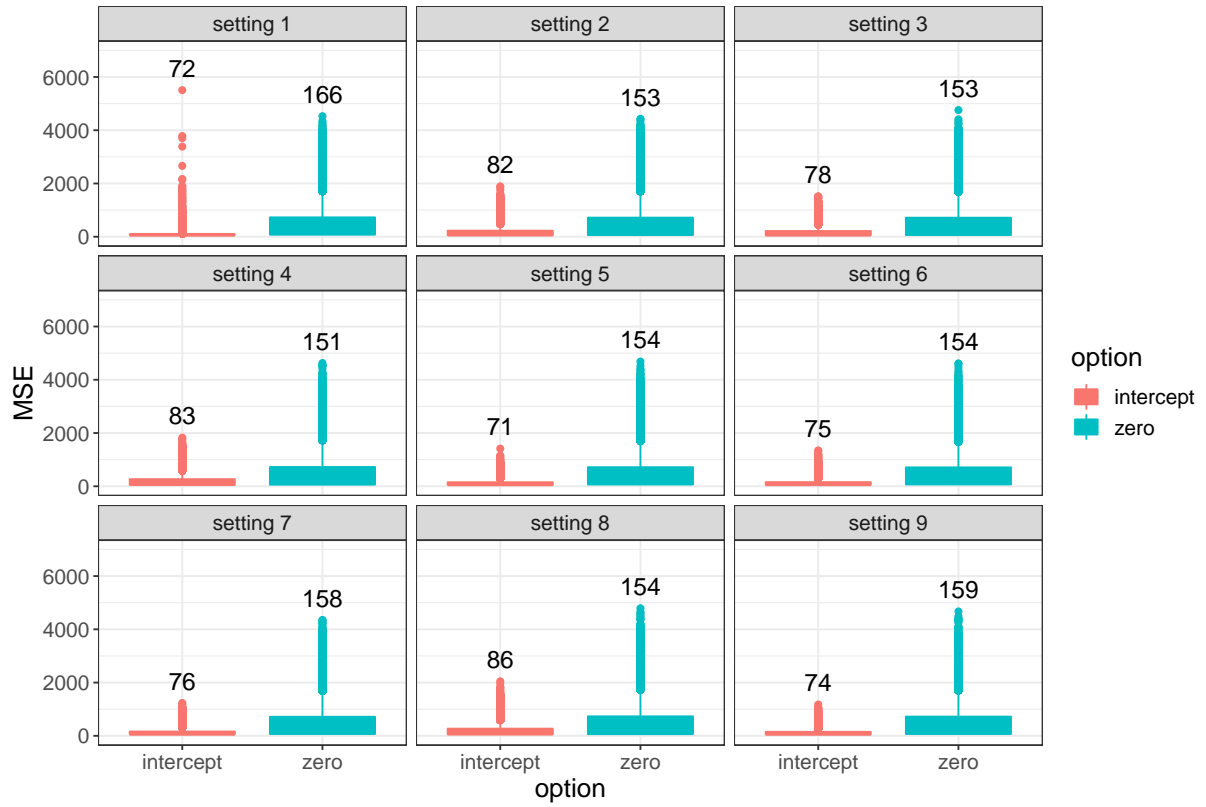 setting 1
setting 2
setting 3
6000
4000
2000
0
72
166
82
153
78
153
setting 4
setting 5
setting 6
6000
4000
2000
0
83
151
71
154
75
154
setting 7
setting 8
setting 9
6000
4000
2000
0
76
158
86
154
74
159
intercept
zero
intercept
zero
intercept
zero
option
MSE
option
intercept
zero